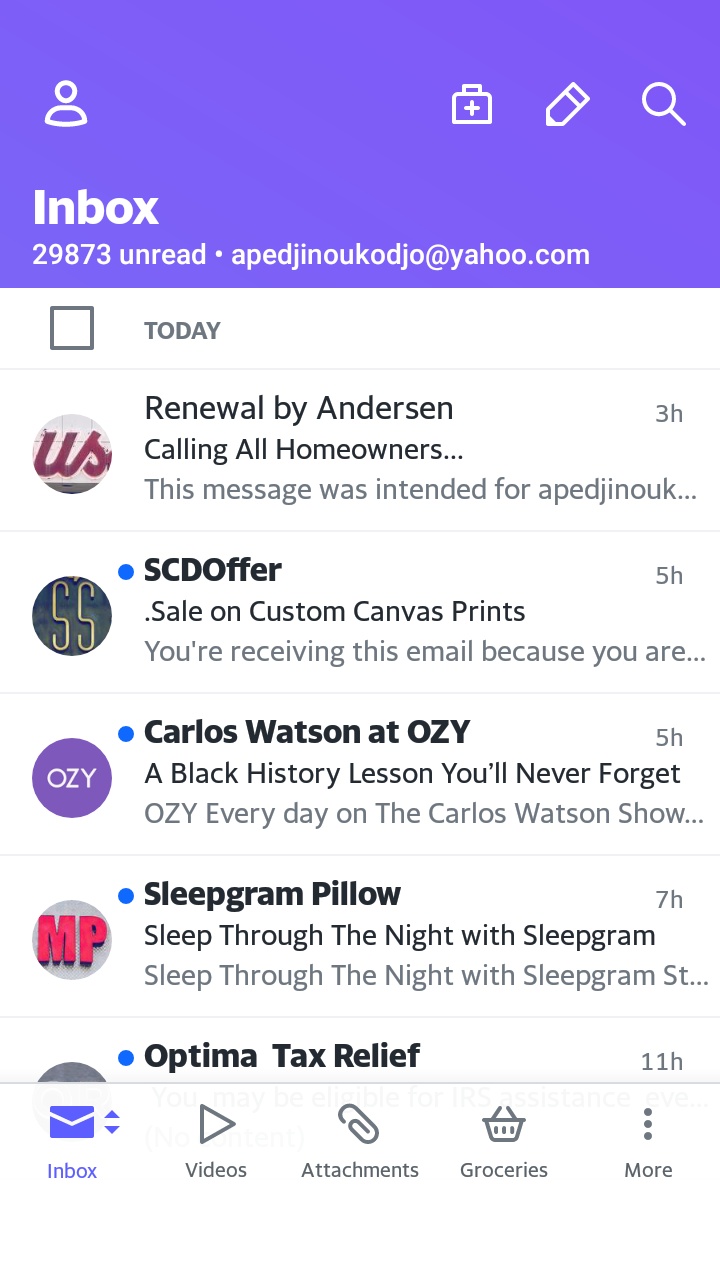 Inbox
29873 unread • apedjinoukodjo@yahoo.com
TODAY
Renewal by Andersen
3h
us
Calling All Homeowners...
This message was intended for apedjinouk...
SCDOffer
5h
S'S
.Sale on Custom Canvas Prints
You're receiving this email because you are...
Carlos Watson at OZY
5h
OZY
A Black History Lesson You’ll Never Forget
OZY Every day on The Carlos Watson Show...
Sleepgram Pillow
7h
MP
Sleep Through The Night with Sleepgram
Sleep Through The Night with Sleepgram St...
Optima  Tax Relief
11h
You, may be eligible for IRS assistance, eve...
(No content)
Inbox
Videos
Attachments
Groceries
More